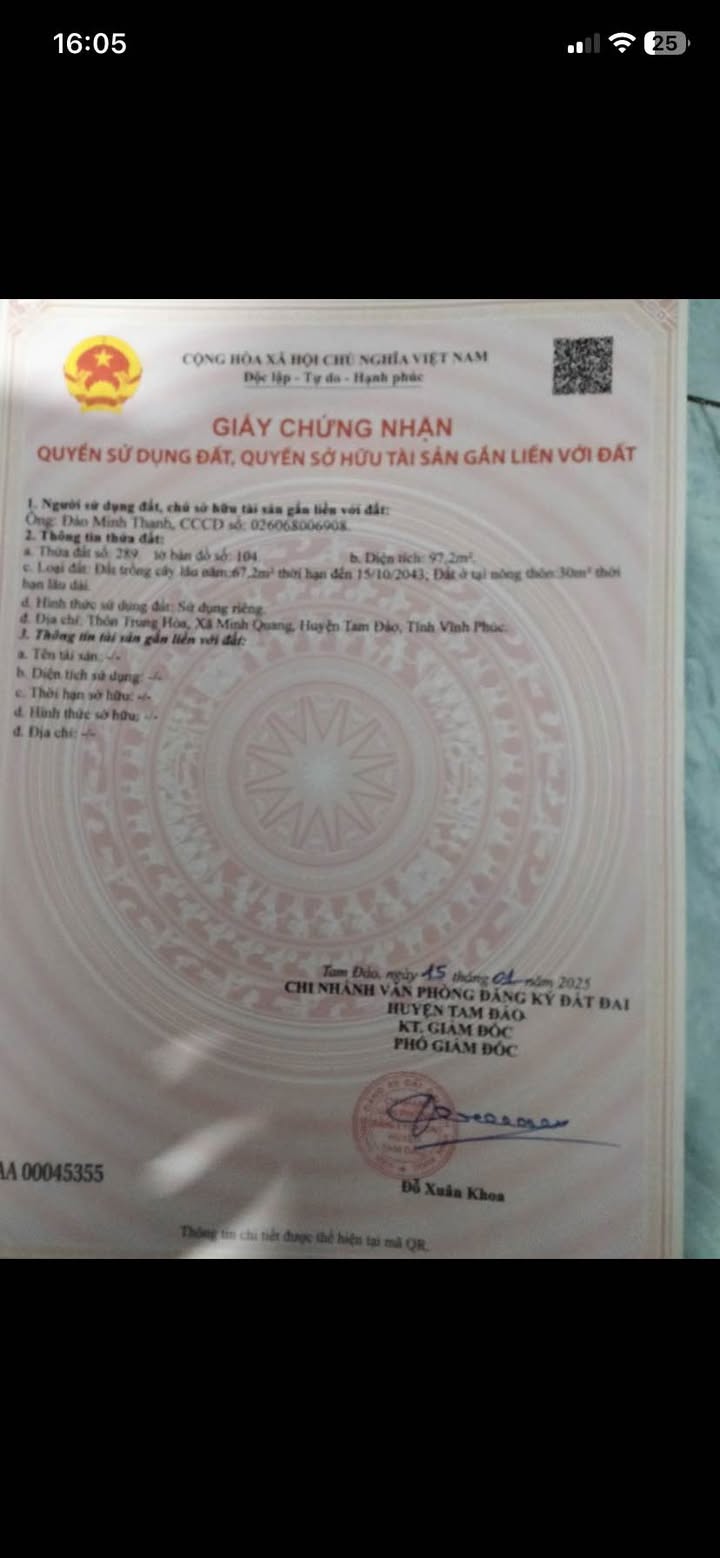 16:05
25
CỘNG HÒA XÃ HỘI CHỦ NGHĨA VIỆT NAM
Độc lập - Tự do - Hạnh phúc
GIẤY CHỨNG NHẬN
QUYỀN SỬ DỤNG ĐẤT, QUYỀN SỞ HỮU TÀI SẢN GẮN LIỀN VỚI ĐẤT
1. Người sử dụng đất, chủ sở hữu tài sản gắn liền với đất:
Ông: Đào Minh Thạnh, CCCD số: 026068006908.
2. Thông tin thửa đất:
a. Thửa đất số: 289 tờ bản đồ số: 104 b. Diện tích: 97,2m².
c. Loại đất: Đất trồng cây lâu năm:67,2m² thời hạn đến 15/10/2043; Đất ở tại nông thôn:30m² thời
hạn lâu dài.
d. Hình thức sử dụng đất: Sử dụng riêng.
đ. Địa chỉ: Thôn Trung Hòa, Xã Minh Quang, Huyện Tam Đảo, Tỉnh Vĩnh Phúc.
3. Thông tin tài sản gắn liền với đất:
a. Tên tài sản: -/-
b. Diện tích sử dụng: -/-
c. Thời hạn sở hữu: -/-
d. Hình thức sở hữu: -/-
đ. Địa chỉ: -/-
Tam Đảo, ngày 15 tháng 01 năm 2025
CHI NHÁNH VĂN PHÒNG ĐĂNG KÝ ĐẤT ĐAI
HUYỆN TAM ĐẢO
KT. GIÁM ĐỐC
PHÓ GIÁM ĐỐC
Đỗ Xuân Khoa
AA 00045355
Thông tin chi tiết được thể hiện tại mã QR.